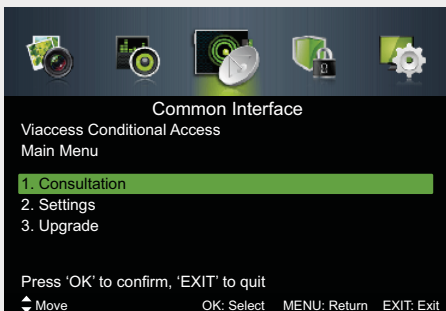 Common Interface
Viaccess Conditional Access
Main Menu
1. Consultation
2. Settings
3. Upgrade
Press ‘OK’ to confirm, ‘EXIT’ to quit
Move OK: Select MENU: Return EXIT: Exit